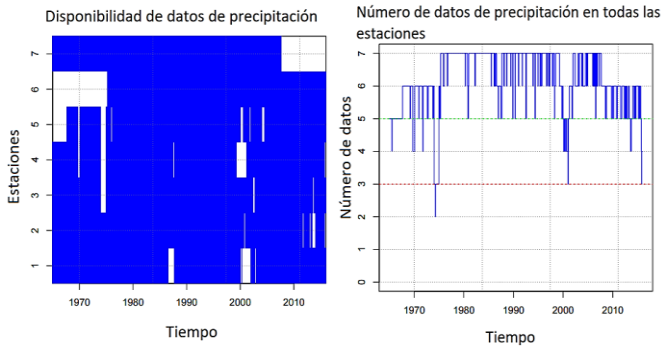 Disponibilidad de datos de precipitación
Estaciones
7
6
5
4
3
2
1
1970 1980 1990 2000 2010
Tiempo
Número de datos de precipitación en todas las
estaciones
Número de datos
7
6
5
4
3
2
1
0
1970 1980 1990 2000 2010
Tiempo